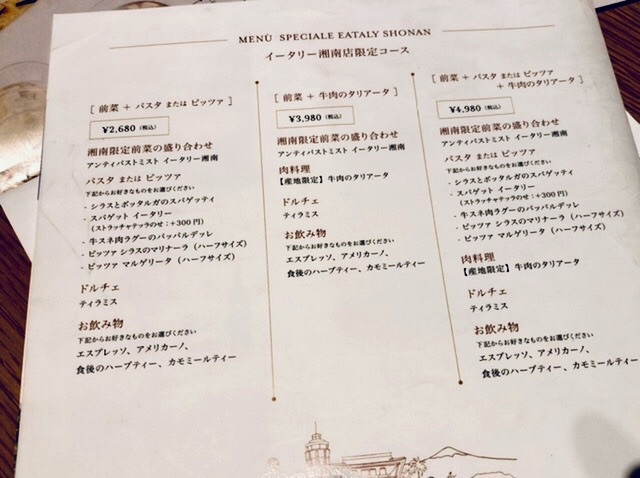 MENÙ SPECIALE EATALY SHONAN
イータリー湘南店限定コース
[ 前菜 + パスタ または ピッツァ ]
¥2,680 (税込)
湘南限定前菜の盛り合わせ
アンティパストミスト イータリー湘南
パスタ または ピッツァ
下記からお好きなものをお選びください
・シラスとボッタルガのスパゲッティ
・スパゲット イータリー
(ストラッチャテッラのせ:+300円)
・牛スネ肉ラグーのパッパルデッレ
・ピッツァ シラスのマリナーラ (ハーフサイズ)
・ピッツァ マルゲリータ (ハーフサイズ)
ドルチェ
ティラミス
お飲み物
下記からお好きなものをお選びください
エスプレッソ、アメリカーノ、
食後のハーブティー、カモミールティー
[ 前菜 + 牛肉のタリアータ ]
¥3,980 (税込)
湘南限定前菜の盛り合わせ
アンティパストミスト イータリー湘南
肉料理
【産地限定】牛肉のタリアータ
ドルチェ
ティラミス
お飲み物
下記からお好きなものをお選びください
エスプレッソ、アメリカーノ、
食後のハーブティー、カモミールティー
[ 前菜 + パスタ または ピッツァ
+ 牛肉のタリアータ ]
¥4,980 (税込)
湘南限定前菜の盛り合わせ
アンティパストミスト イータリー湘南
パスタ または ピッツァ
下記からお好きなものをお選びください
・シラスとボッタルガのスパゲッティ
・スパゲット イータリー
(ストラッチャテッラのせ:+300円)
・牛スネ肉ラグーのパッパルデッレ
・ピッツァ シラスのマリナーラ (ハーフサイズ)
・ピッツァ マルゲリータ (ハーフサイズ)
肉料理
【産地限定】牛肉のタリアータ
ドルチェ
ティラミス
お飲み物
下記からお好きなものをお選びください
エスプレッソ、アメリカーノ、
食後のハーブティー、カモミールティー